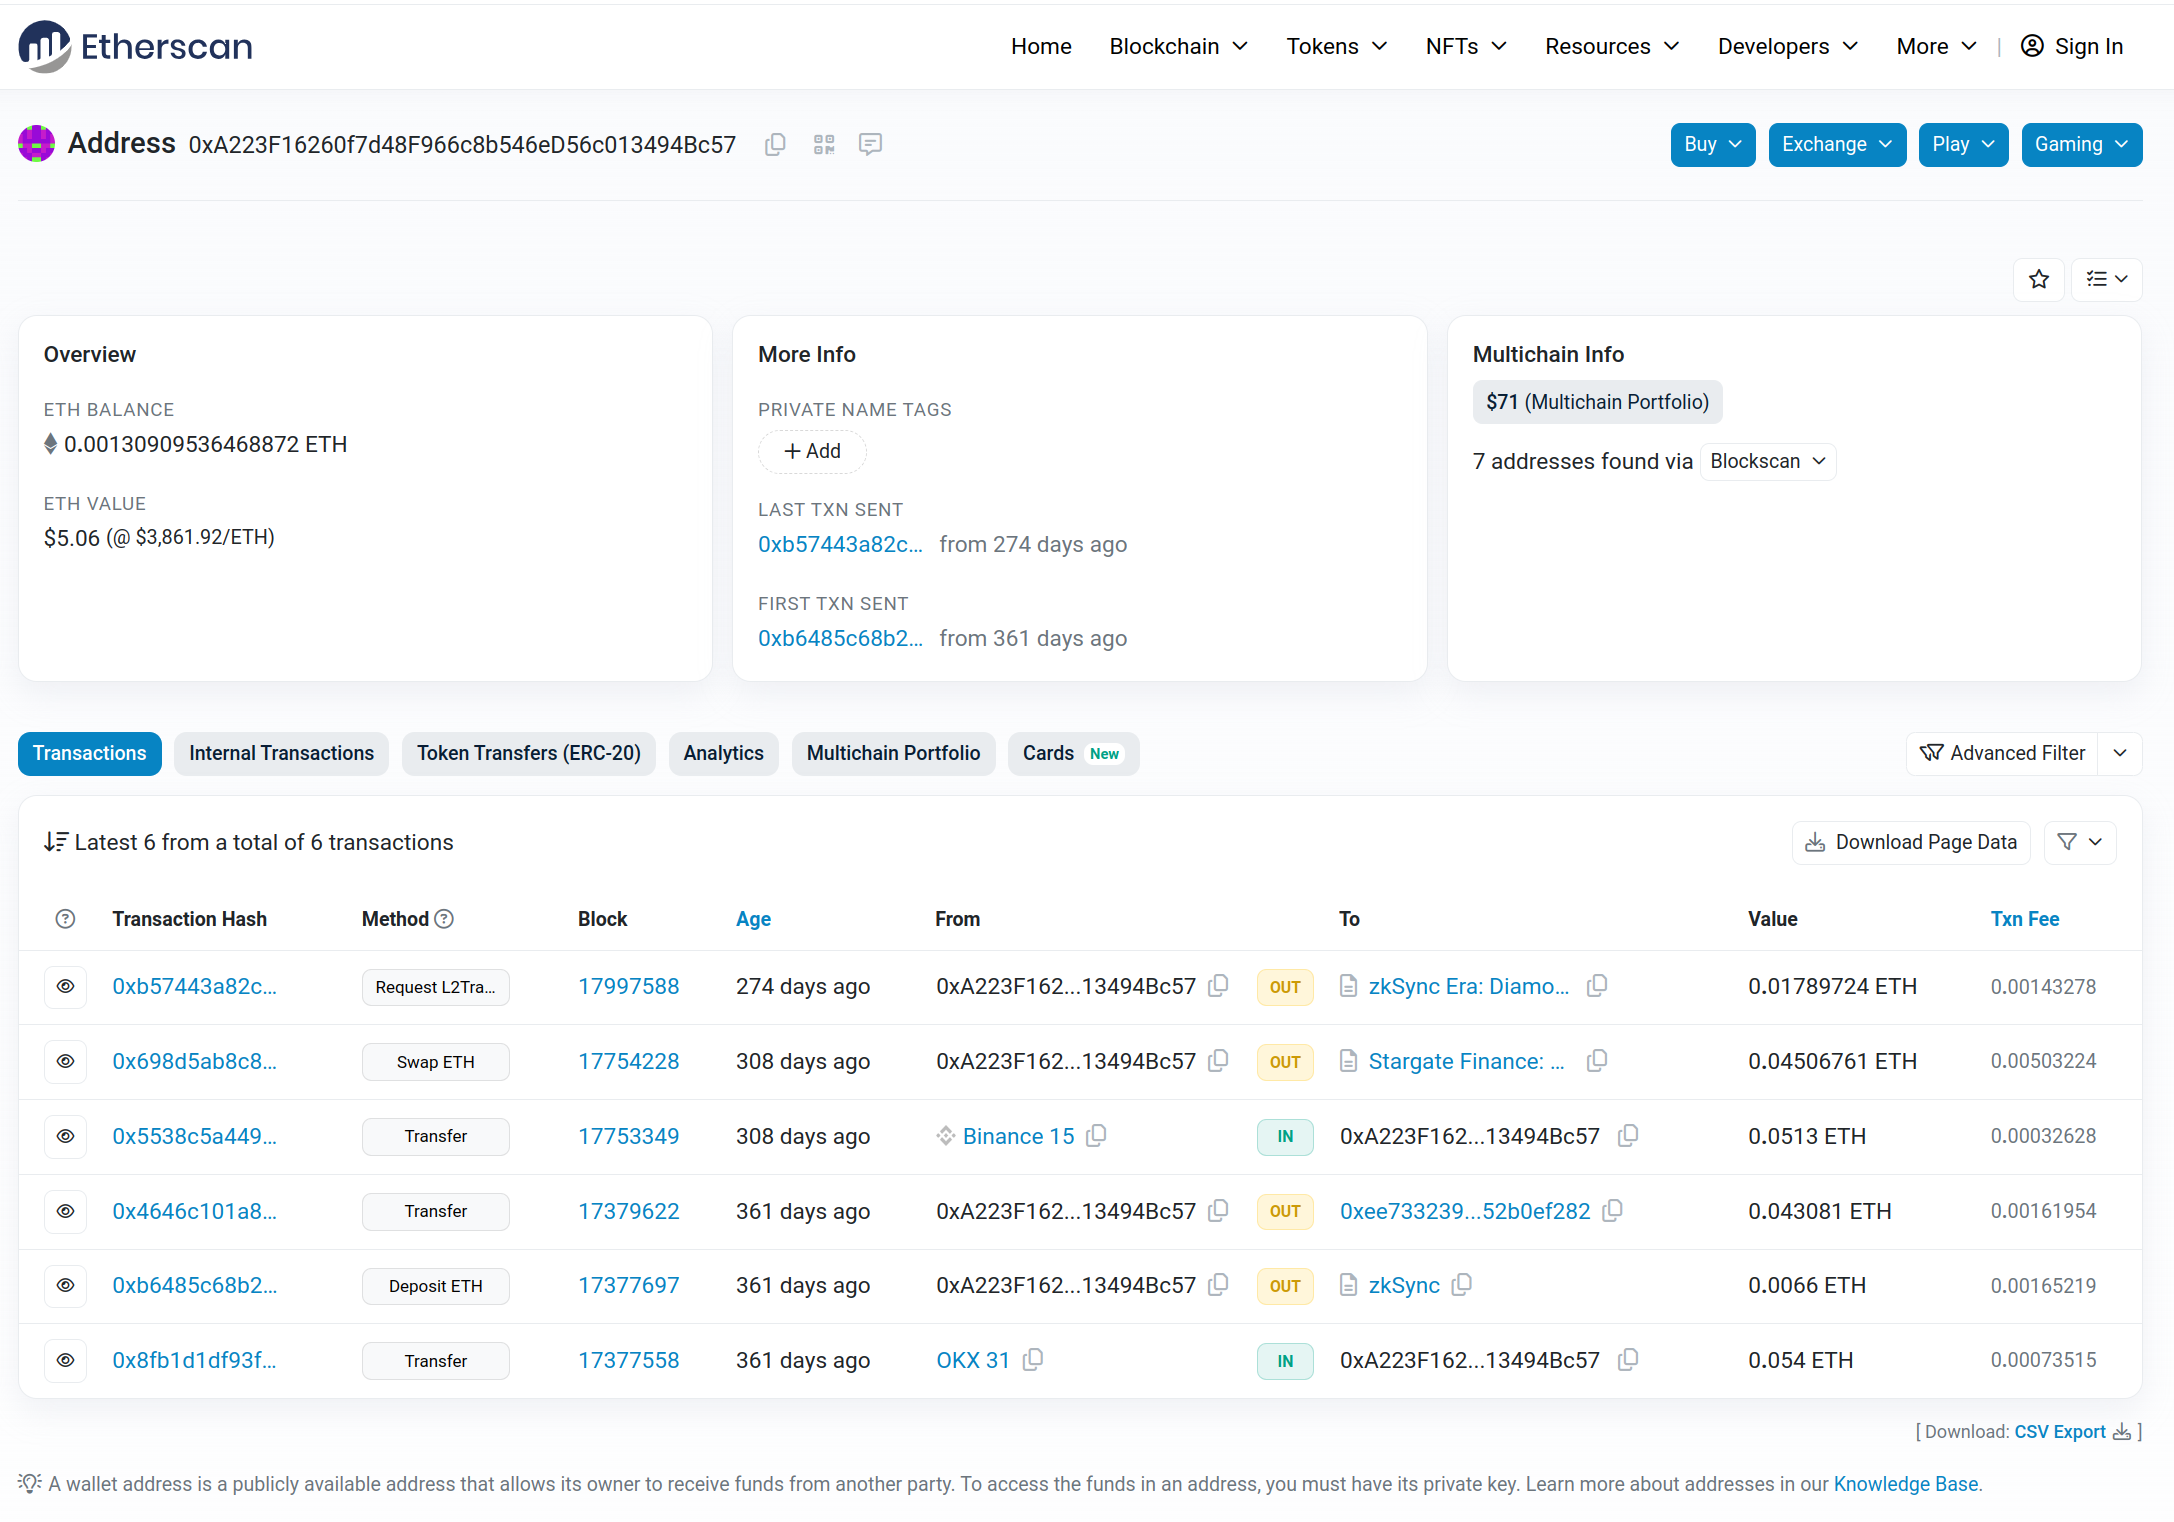 Etherscan
Home Blockchain Tokens NFTs Resources Developers More | Sign In
Address 0xA223F16260f7d48F966c8b546eD56c013494Bc57
Buy Exchange Play Gaming
Overview
ETH BALANCE
0.00130909536468872 ETH
ETH VALUE
$5.06 (@ $3,861.92/ETH)
More Info
PRIVATE NAME TAGS
+ Add
LAST TXN SENT
0xb57443a82c... from 274 days ago
FIRST TXN SENT
0xb6485c68b2... from 361 days ago
Multichain Info
$71 (Multichain Portfolio)
7 addresses found via Blockscan
Transactions Internal Transactions Token Transfers (ERC-20) Analytics Multichain Portfolio Cards New
Advanced Filter
Latest 6 from a total of 6 transactions
Download Page Data
Transaction Hash Method Block Age From To Value Txn Fee
0xb57443a82c... Request L2Tra... 17997588 274 days ago 0xA223F162...13494Bc57 OUT zkSync Era: Diamo... 0.01789724 ETH 0.00143278
0x698d5ab8c8... Swap ETH 17754228 308 days ago 0xA223F162...13494Bc57 OUT Stargate Finance: ... 0.04506761 ETH 0.00503224
0x5538c5a449... Transfer 17753349 308 days ago Binance 15 IN 0xA223F162...13494Bc57 0.0513 ETH 0.00032628
0x4646c101a8... Transfer 17379622 361 days ago 0xA223F162...13494Bc57 OUT 0xee733239...52b0ef282 0.043081 ETH 0.00161954
0xb6485c68b2... Deposit ETH 17377697 361 days ago 0xA223F162...13494Bc57 OUT zkSync 0.0066 ETH 0.00165219
0x8fb1d1df93f... Transfer 17377558 361 days ago OKX 31 IN 0xA223F162...13494Bc57 0.054 ETH 0.00073515
[ Download: CSV Export ]
A wallet address is a publicly available address that allows its owner to receive funds from another party. To access the funds in an address, you must have its private key. Learn more about addresses in our Knowledge Base.